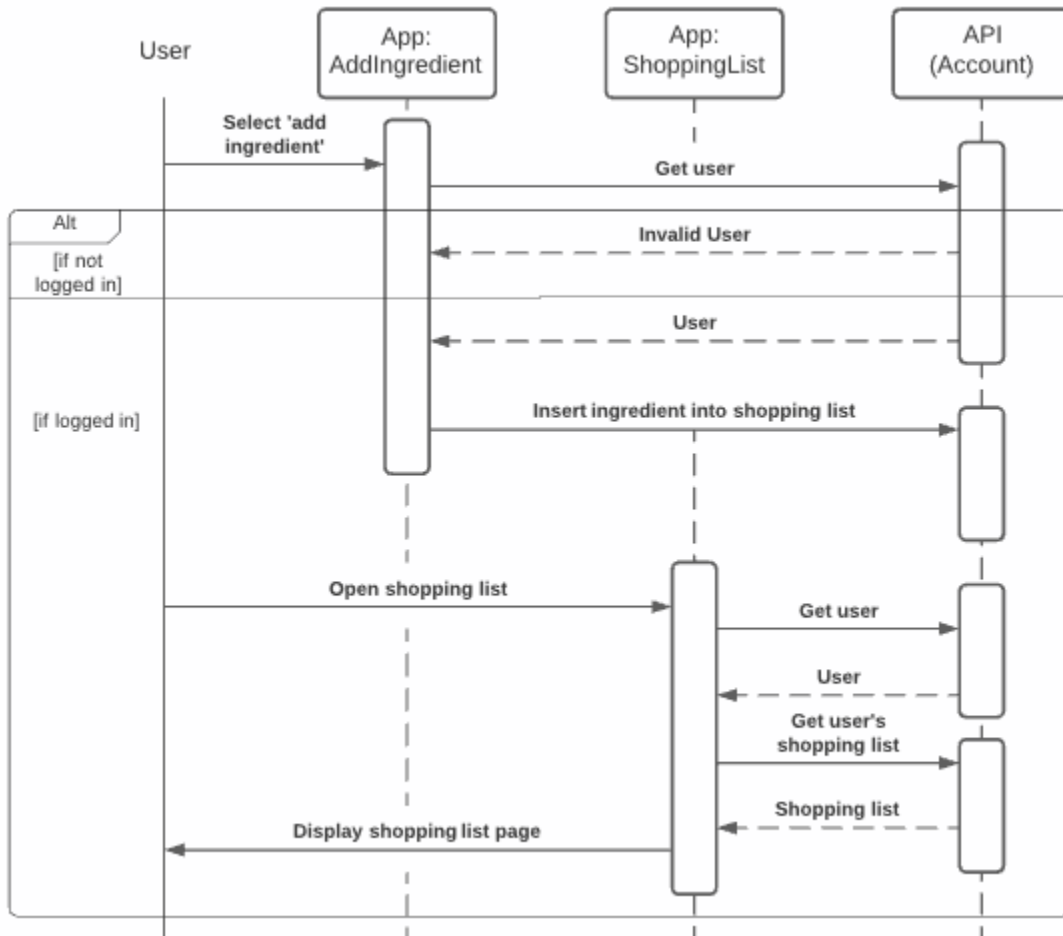 User
App:
AddIngredient
App:
ShoppingList
API
(Account)
Select 'add
ingredient'
Get user
Alt
[if not
logged in]
Invalid User
User
[if logged in]
Insert ingredient into shopping list
Open shopping list
Get user
User
Get user's
shopping list
Shopping list
Display shopping list page